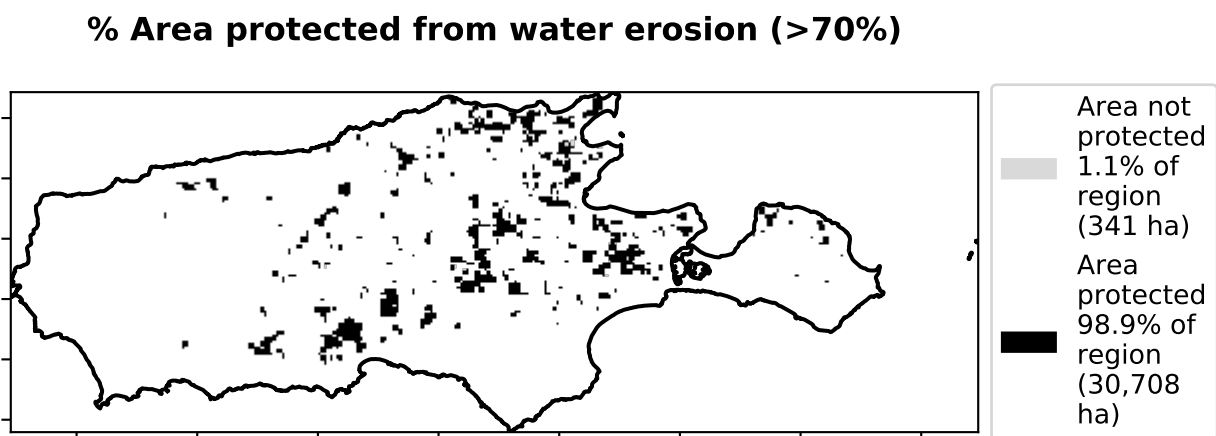 % Area protected from water erosion (>70%)
Area not
protected
1.1% of
region
(341 ha)
Area
protected
98.9% of
region
(30,708
ha)